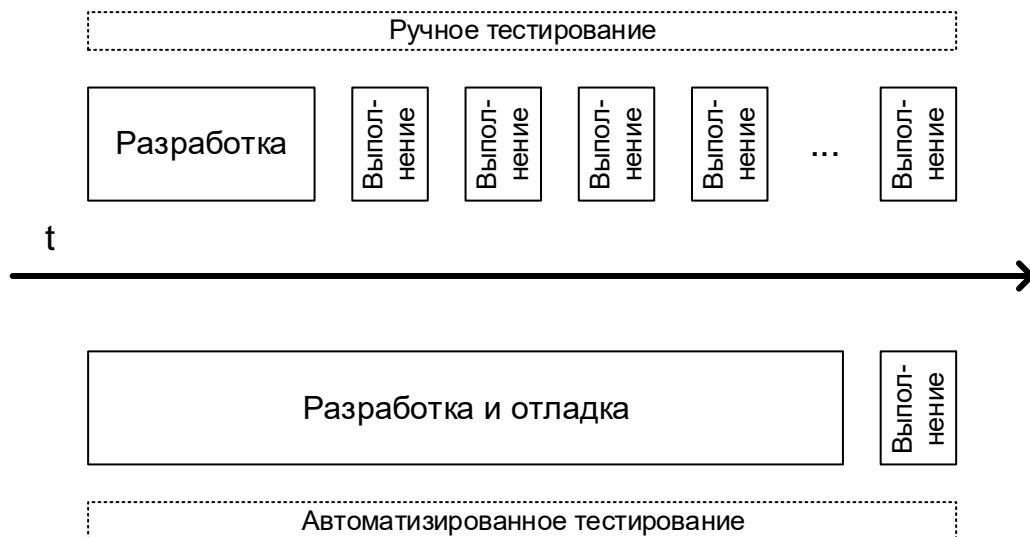 Ручное тестирование
Разработка
Выпол-
нение
Выпол-
нение
Выпол-
нение
Выпол-
нение
...
Выпол-
нение
t
Разработка и отладка
Выпол-
нение
Автоматизированное тестирование